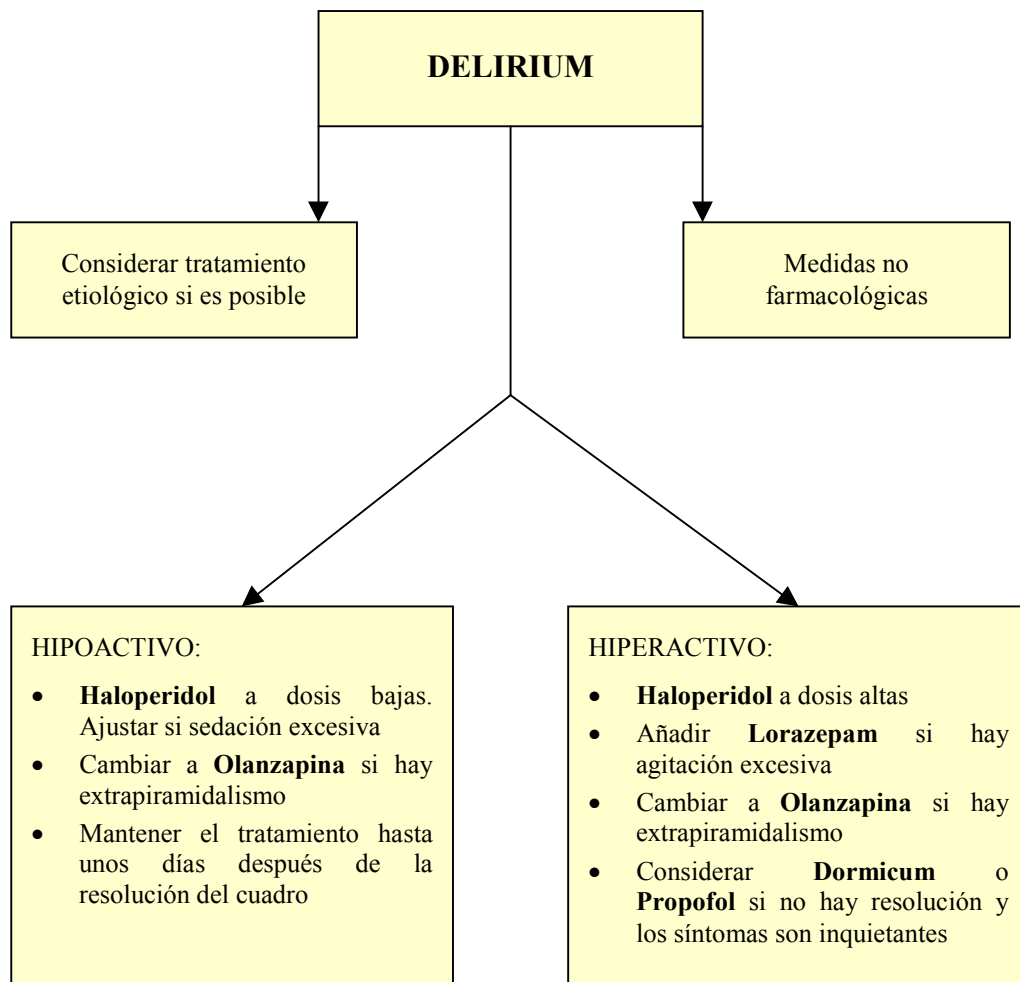 DELIRIUM
Considerar tratamiento
etiológico si es posible
Medidas no
farmacológicas
HIPOACTIVO:
• Haloperidol a dosis bajas.
Ajustar si sedación excesiva
• Cambiar a Olanzapina si hay
extrapiramidalismo
• Mantener el tratamiento hasta
unos días después de la
resolución del cuadro
HIPERACTIVO:
• Haloperidol a dosis altas
• Añadir Lorazepam si hay
agitación excesiva
• Cambiar a Olanzapina si hay
extrapiramidalismo
• Considerar Dormicum o
Propofol si no hay resolución y
los síntomas son inquietantes